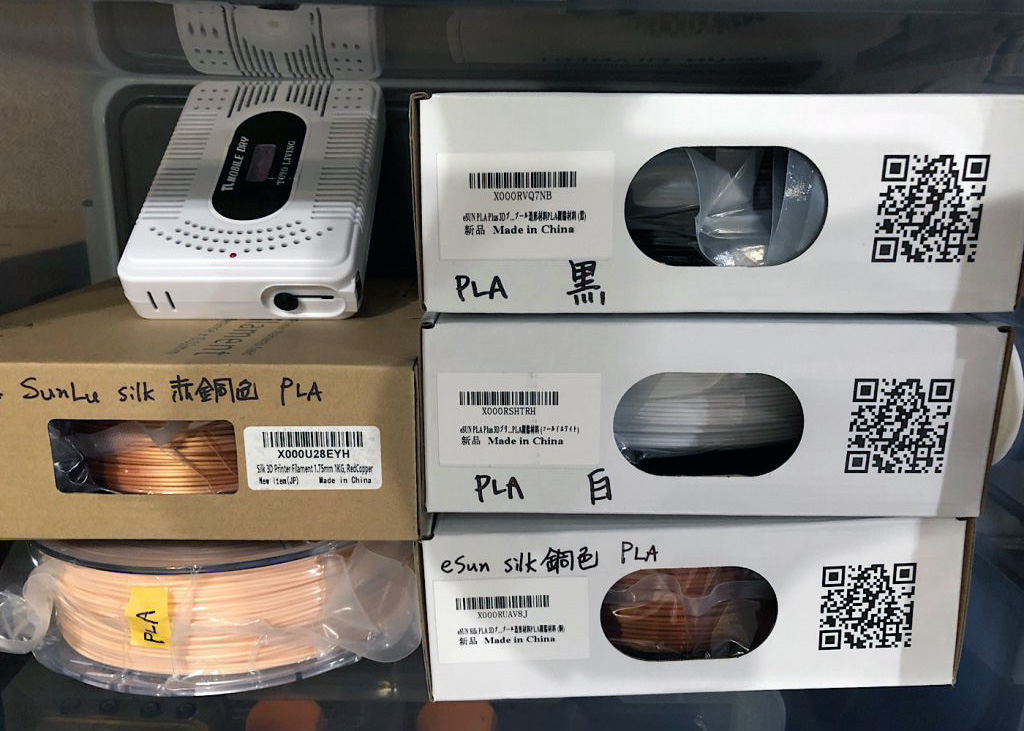 MOBILE DRY
TOYO LIVING
SunLu silk 赤銅色 PLA
X000U28EYH
Silk 3D Printer Filament 1.75mm 1KG, RedCopper
New item(JP) Made in China
PLA
X000RVQ7NB
新品 Made in China
PLA 黒
X000RSHTRH
新品 Made in China
PLA 白
eSun silk 銅色 PLA
X000RUAV8J
新品 Made in China